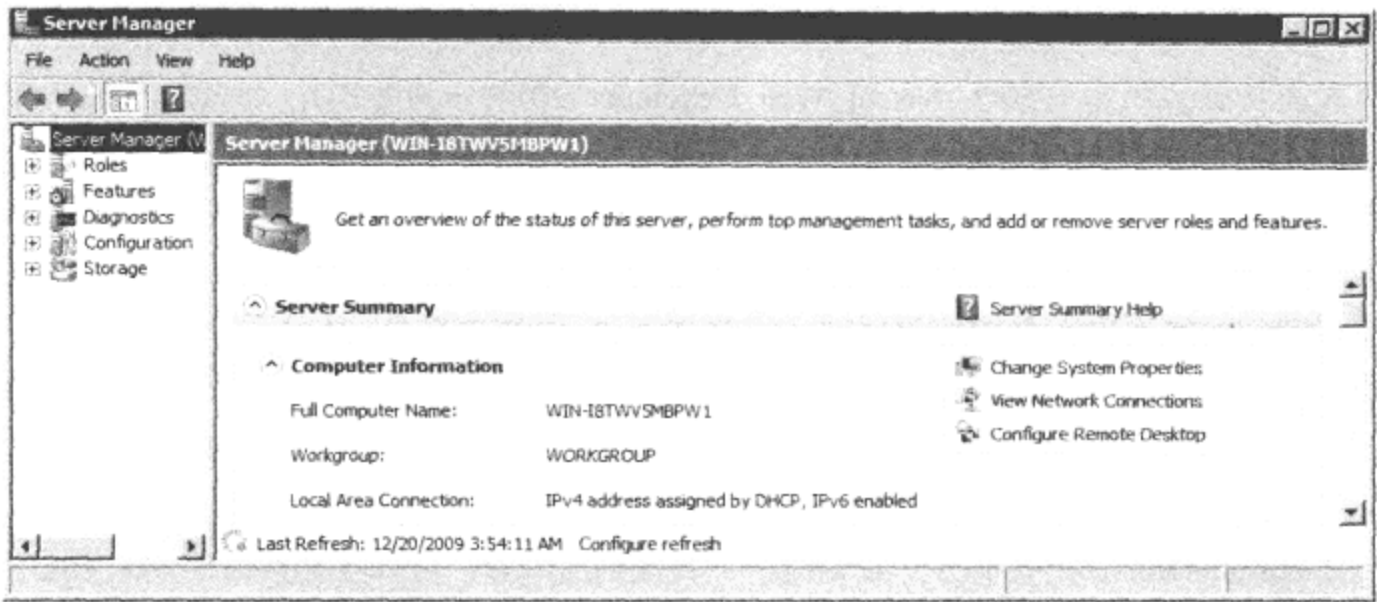 Server Manager
File Action View Help
Server Manager (W
Roles
Features
Diagnostics
Configuration
Storage
Server Manager (WIN-I8TWV5MBPW1)
Get an overview of the status of this server, perform top management tasks, and add or remove server roles and features.
Server Summary
Server Summary Help
Computer Information
Full Computer Name: WIN-I8TWV5MBPW1
Workgroup: WORKGROUP
Local Area Connection: IPv4 address assigned by DHCP, IPv6 enabled
Change System Properties
View Network Connections
Configure Remote Desktop
Last Refresh: 12/20/2009 3:54:11 AM Configure refresh